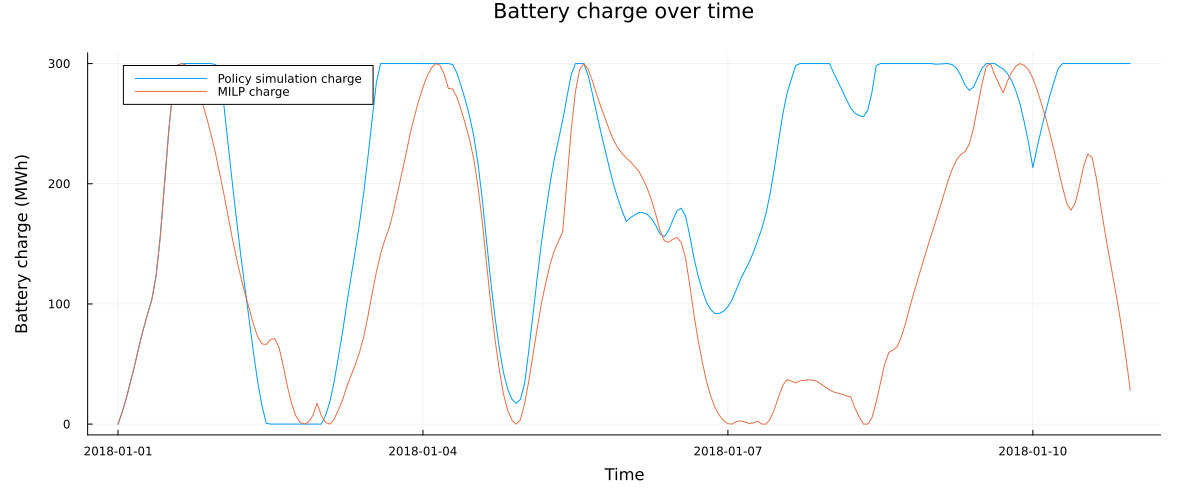 Battery charge over time
Policy simulation charge
MILP charge
Battery charge (MWh)
300
200
100
0
2018-01-01
2018-01-04
2018-01-07
2018-01-10
Time